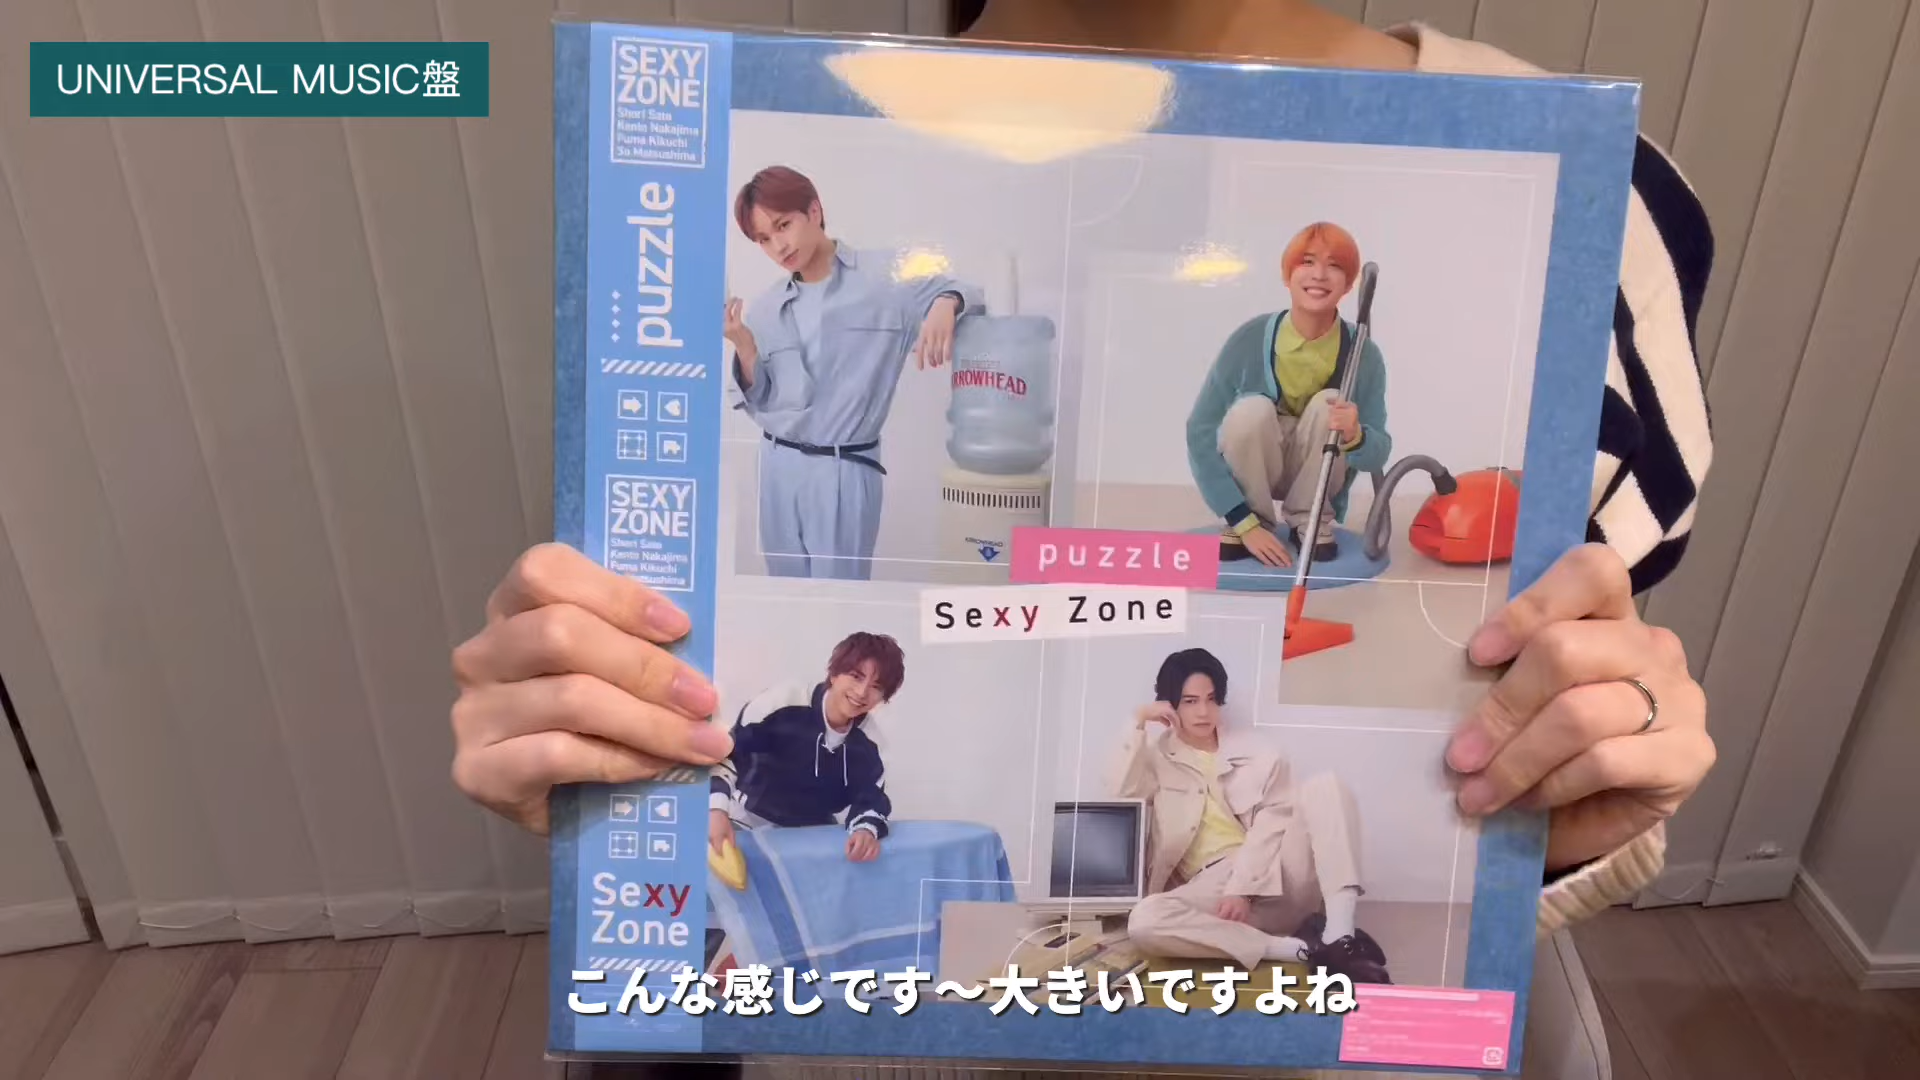 UNIVERSAL MUSIC盤
SEXY
ZONE
Shori Sato
Kento Nakajima
Fuma Kikuchi
So Matsushima
puzzle
SEXY
ZONE
Shori Sato
Kento Nakajima
Fuma Kikuchi
Matsushima
Sexy
Zone
ARROWHEAD
puzzle
Sexy Zone
こんな感じです〜大きいですよね